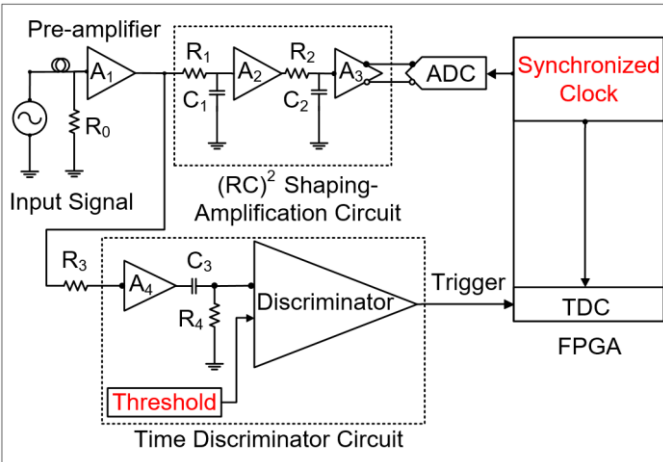 Pre-amplifier
A1
R0
Input Signal
R1
C1
A2
R2
C2
A3
(RC)2 Shaping-
Amplification Circuit
ADC
Synchronized
Clock
TDC
FPGA
R3
A4
C3
R4
Discriminator
Threshold
Time Discriminator Circuit
Trigger